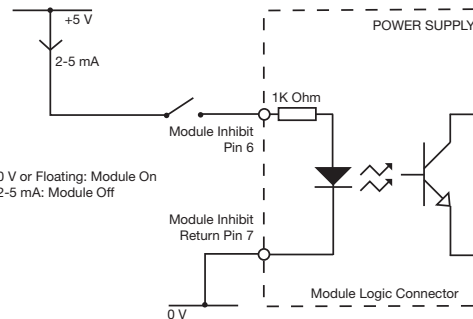 +5 V
POWER SUPPLY
2-5 mA
1K Ohm
Module Inhibit
Pin 6
0 V or Floating: Module On
2-5 mA: Module Off
Module Inhibit
Return Pin 7
Module Logic Connector
0 V